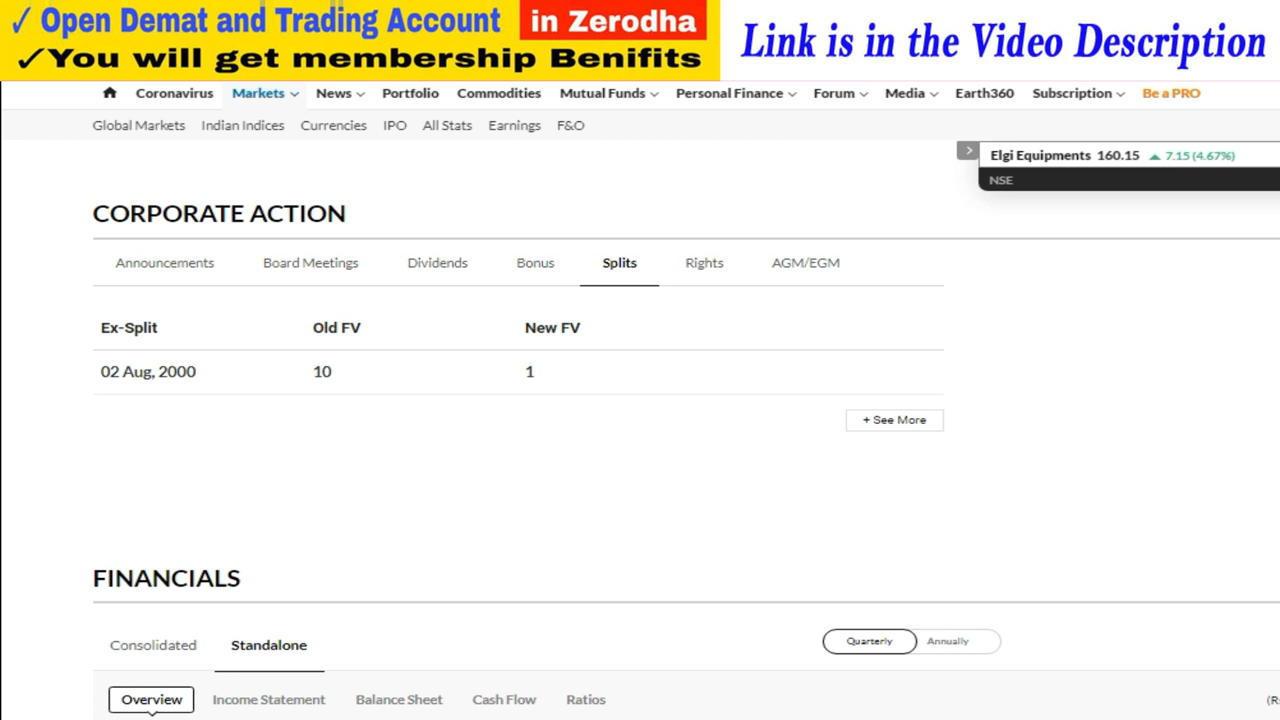 ✓ Open Demat and Trading Account in Zerodha
✓You will get membership Benifits
Link is in the Video Description
Coronavirus Markets News Portfolio Commodities Mutual Funds Personal Finance Forum Media Earth360 Subscription Be a PRO
Global Markets Indian Indices Currencies IPO All Stats Earnings F&O
> Elgi Equipments 160.15 ▲ 7.15 (4.67%)
NSE
CORPORATE ACTION
Announcements Board Meetings Dividends Bonus Splits Rights AGM/EGM
Ex-Split Old FV New FV
02 Aug, 2000 10 1
+ See More
FINANCIALS
Consolidated Standalone Quarterly Annually
Overview Income Statement Balance Sheet Cash Flow Ratios